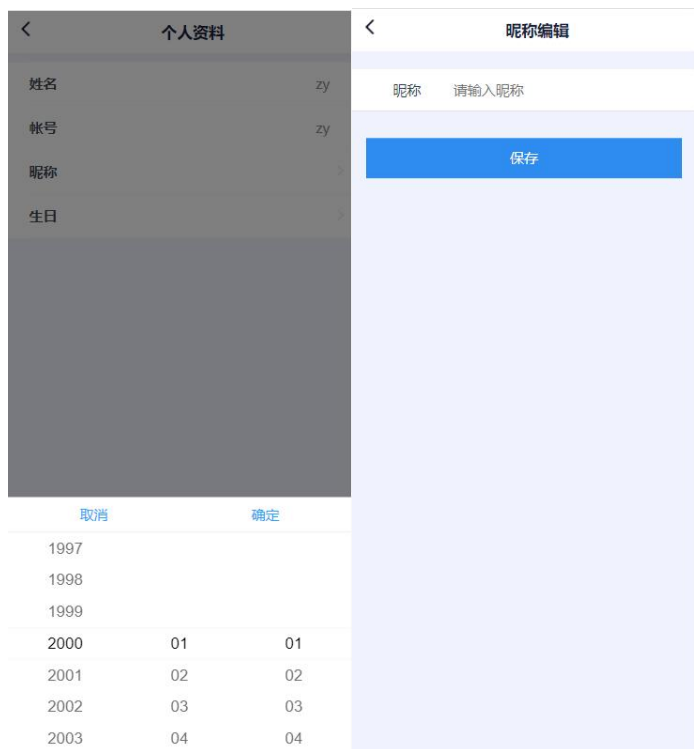 个人资料
姓名 zy
帐号 zy
昵称
生日
取消 确定
1997
1998
1999
2000 01 01
2001 02 02
2002 03 03
2003 04 04
昵称编辑
昵称 请输入昵称
保存